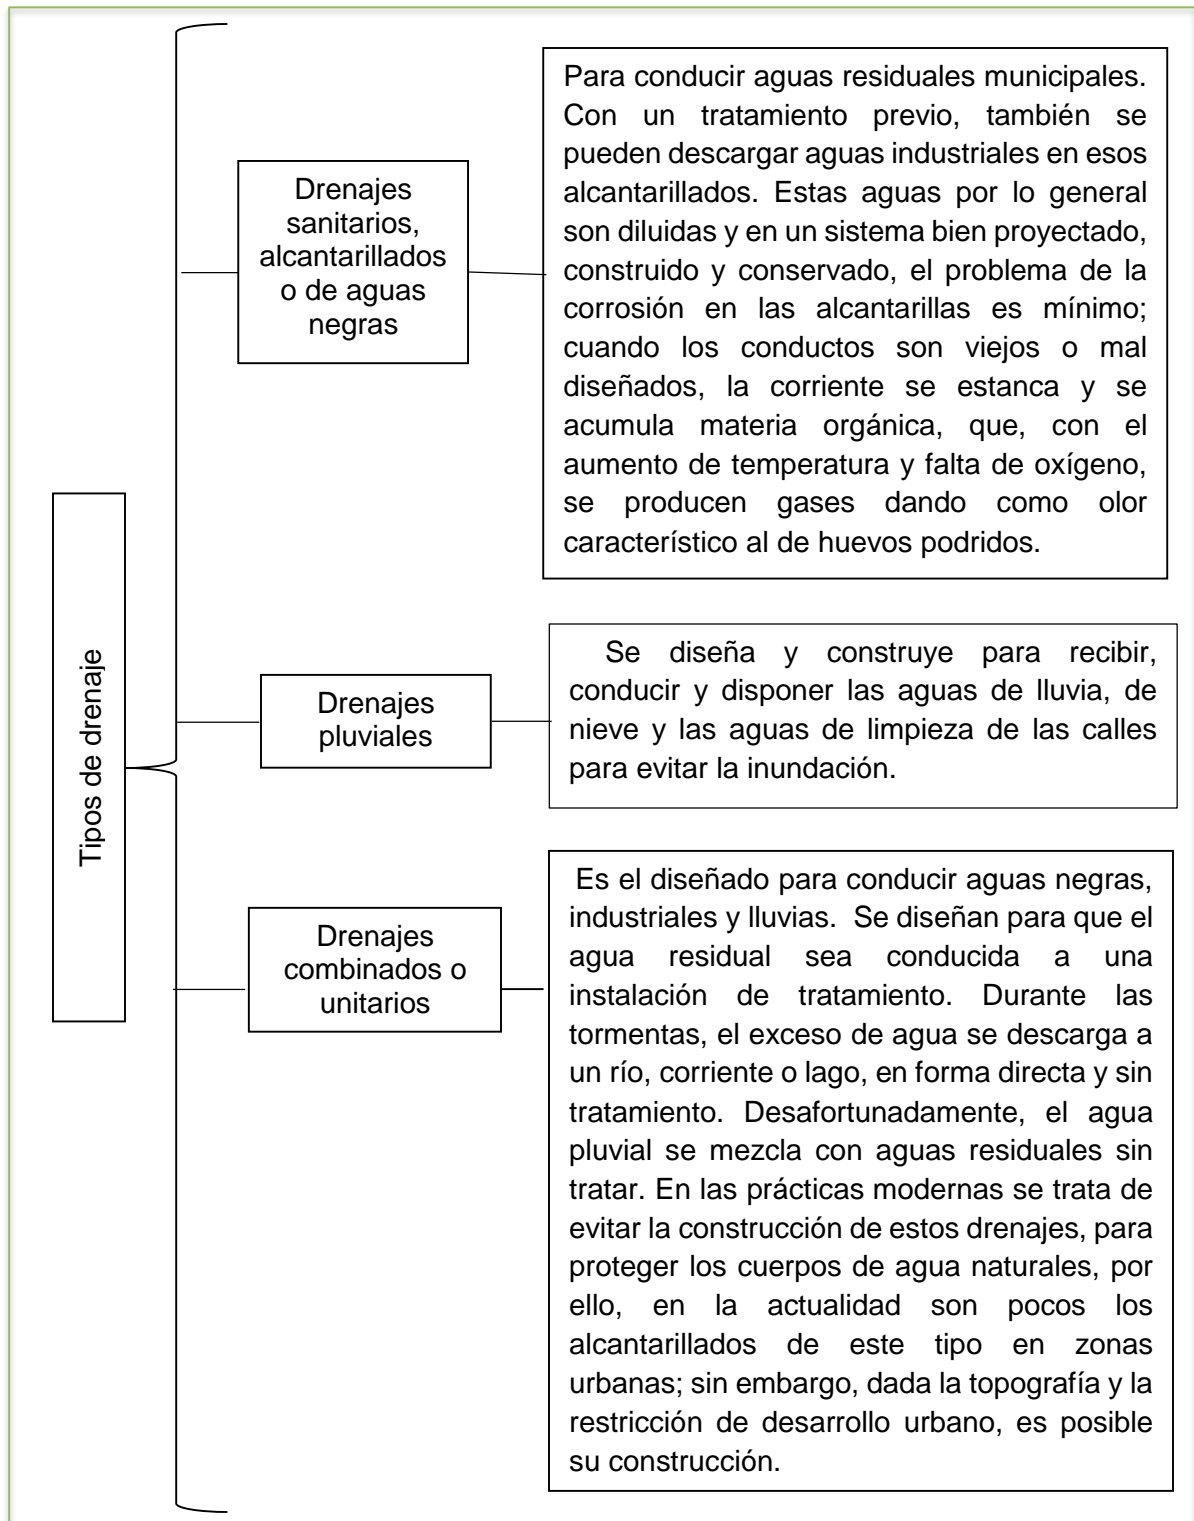 Tipos de drenaje
Drenajes
sanitarios,
alcantarillados
o de aguas
negras
Para conducir aguas residuales municipales.
Con un tratamiento previo, también se
pueden descargar aguas industriales en esos
alcantarillados. Estas aguas por lo general
son diluidas y en un sistema bien proyectado,
construido y conservado, el problema de la
corrosión en las alcantarillas es mínimo;
cuando los conductos son viejos o mal
diseñados, la corriente se estanca y se
acumula materia orgánica, que, con el
aumento de temperatura y falta de oxígeno,
se producen gases dando como olor
característico al de huevos podridos.
Drenajes
pluviales
Se diseña y construye para recibir,
conducir y disponer las aguas de lluvia, de
nieve y las aguas de limpieza de las calles
para evitar la inundación.
Drenajes
combinados o
unitarios
Es el diseñado para conducir aguas negras,
industriales y lluvias. Se diseñan para que el
agua residual sea conducida a una
instalación de tratamiento. Durante las
tormentas, el exceso de agua se descarga a
un río, corriente o lago, en forma directa y sin
tratamiento. Desafortunadamente, el agua
pluvial se mezcla con aguas residuales sin
tratar. En las prácticas modernas se trata de
evitar la construcción de estos drenajes, para
proteger los cuerpos de agua naturales, por
ello, en la actualidad son pocos los
alcantarillados de este tipo en zonas
urbanas; sin embargo, dada la topografía y la
restricción de desarrollo urbano, es posible
su construcción.